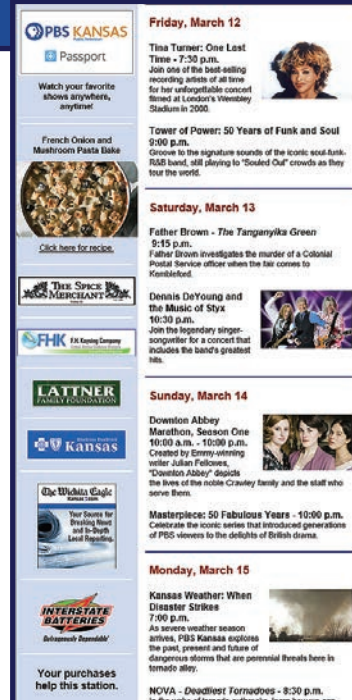 PBS KANSAS
Passport
Watch your favorite
shows anywhere,
anytime!
French Onion and
Mushroom Pasta Bake
Click here for recipe.
THE SPICE
MERCHANT
FHK
F.H. Kaysing Company
LATTNER
FAMILY FOUNDATION
Kansas
The Wichita Eagle
Your Source for
Breaking News
and In-Depth
Local Reporting.
INTERSTATE
BATTERIES
Outrageously Dependable
Your purchases
help this station.
Friday, March 12
Tina Turner: One Last
Time - 7:30 p.m.
Join one of the best-selling
recording artists of all time
for her unforgettable concert
filmed at London's Wembley
Stadium in 2000.
Tower of Power: 50 Years of Funk and Soul
9:00 p.m.
Groove to the signature sounds of the iconic soul-funk-
R&B band, still playing to "Souled Out" crowds as they
tour the world.
Saturday, March 13
Father Brown - The Tanganyika Green
9:15 p.m.
Father Brown investigates the murder of a Colonial
Postal Service officer when the fair comes to
Kembleford.
Dennis DeYoung and
the Music of Styx
10:30 p.m.
Join the legendary singer-
songwriter for a concert that
includes the band's greatest
hits.
Sunday, March 14
Downton Abbey
Marathon, Season One
10:00 a.m. - 10:00 p.m.
Created by Emmy-winning
writer Julian Fellowes,
"Downton Abbey" depicts
the lives of the noble Crawley family and the staff who
serve them.
Masterpiece: 50 Fabulous Years - 10:00 p.m.
Celebrate the iconic series that introduced generations
of PBS viewers to the delights of British drama.
Monday, March 15
Kansas Weather: When
Disaster Strikes
7:00 p.m.
As severe weather season
arrives, PBS Kansas explores
the past, present and future of
dangerous storms that are perennial threats here in
tornado alley.
NOVA - Deadliest Tornadoes - 8:30 p.m.